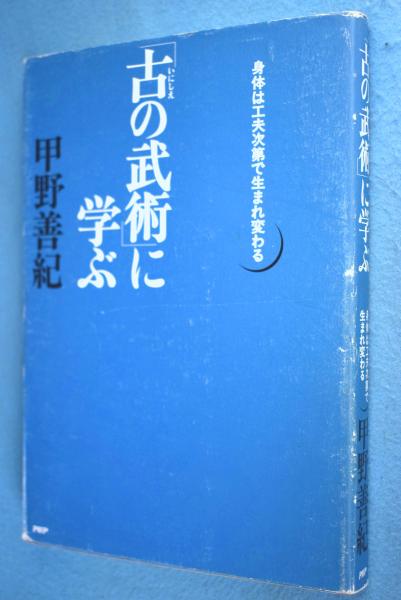 身体は工夫次第で生まれ変わる
「古の武術」に
いにしえ
学ぶ
甲野善紀
PHP
「古の武術」に学ぶ
身体は工夫次第で
生まれ変わる
甲野善紀
PHP